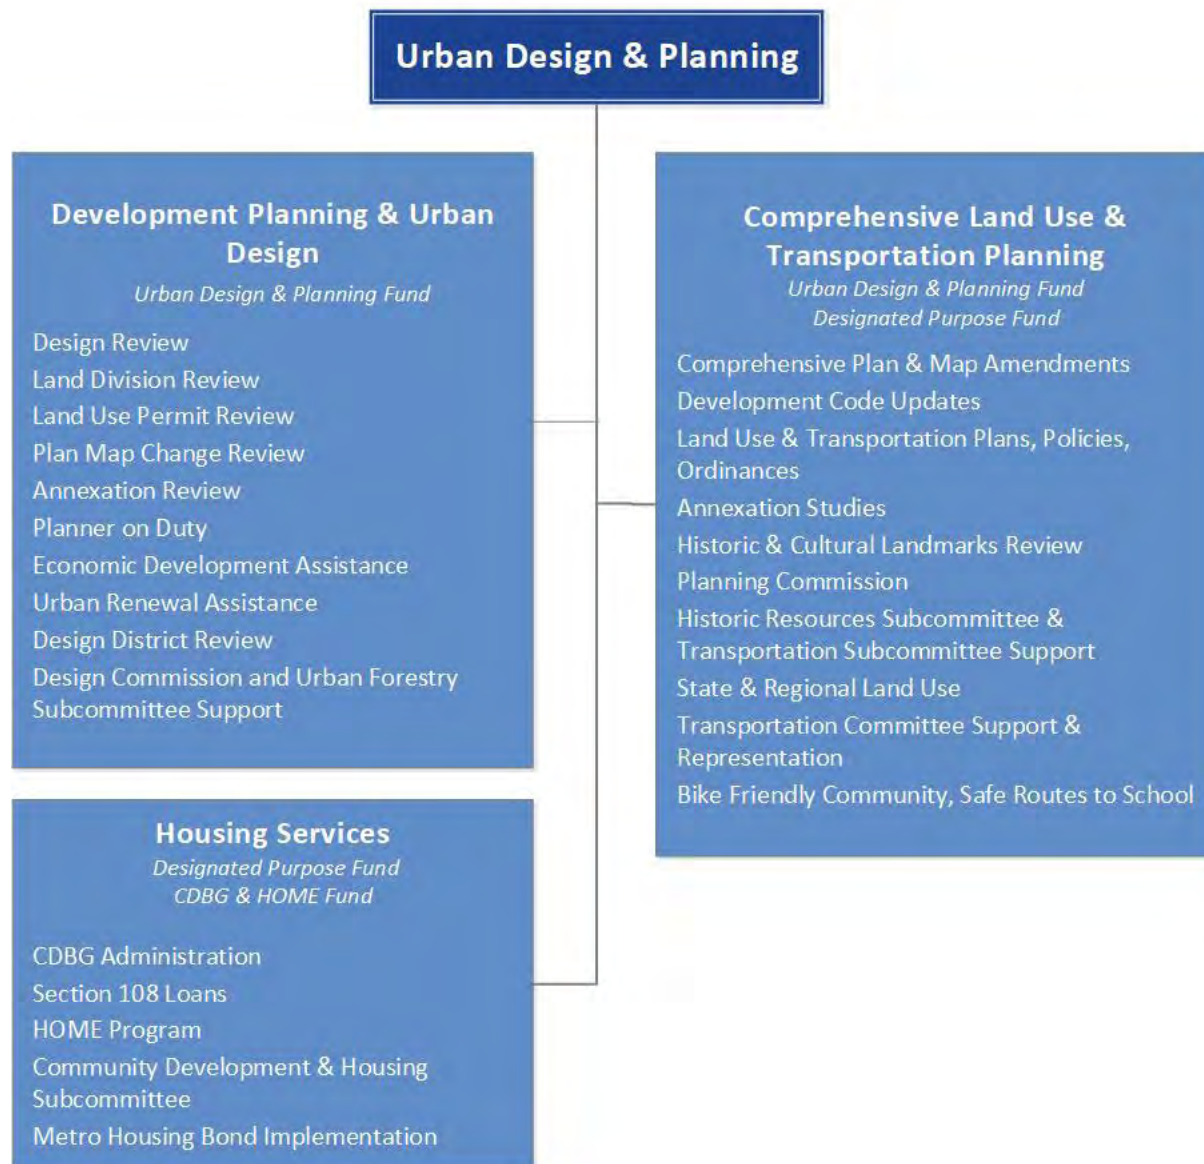 Urban Design & Planning
Development Planning & Urban
Design
Urban Design & Planning Fund
Design Review
Land Division Review
Land Use Permit Review
Plan Map Change Review
Annexation Review
Planner on Duty
Economic Development Assistance
Urban Renewal Assistance
Design District Review
Design Commission and Urban Forestry
Subcommittee Support
Comprehensive Land Use &
Transportation Planning
Urban Design & Planning Fund
Designated Purpose Fund
Comprehensive Plan & Map Amendments
Development Code Updates
Land Use & Transportation Plans, Policies,
Ordinances
Annexation Studies
Historic & Cultural Landmarks Review
Planning Commission
Historic Resources Subcommittee &
Transportation Subcommittee Support
State & Regional Land Use
Transportation Committee Support &
Representation
Bike Friendly Community, Safe Routes to School
Housing Services
Designated Purpose Fund
CDBG & HOME Fund
CDBG Administration
Section 108 Loans
HOME Program
Community Development & Housing
Subcommittee
Metro Housing Bond Implementation